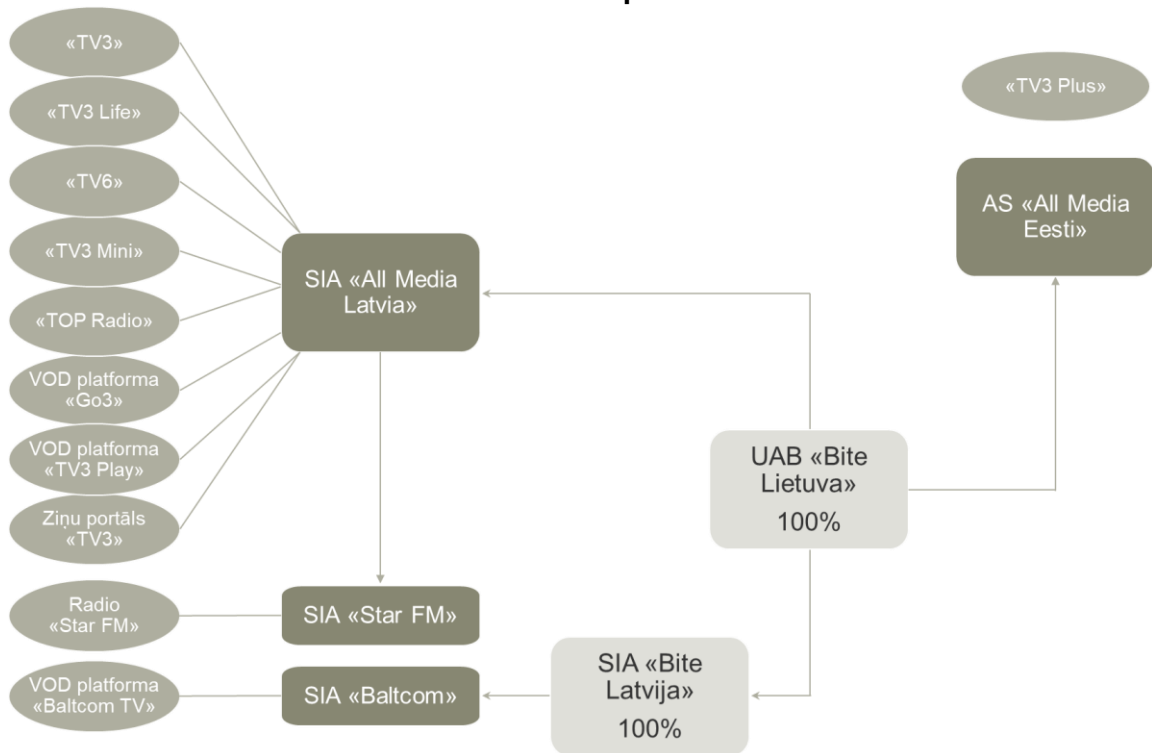 «TV3»
«TV3 Life»
«TV6»
«TV3 Mini»
«TOP Radio»
VOD platforma
«Go3»
VOD platforma
«TV3 Play»
Ziņu portāls
«TV3»
Radio
«Star FM»
VOD platforma
«Baltcom TV»
SIA «All Media
Latvia»
SIA «Star FM»
SIA «Baltcom»
SIA «Bite
Latvija»
100%
UAB «Bite
Lietuva»
100%
«TV3 Plus»
AS «All Media
Eesti»